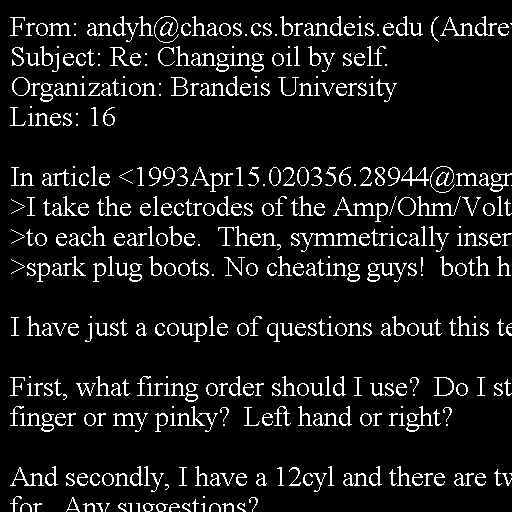 From: andyh@chaos.cs.brandeis.edu (Andre
Subject: Re: Changing oil by self.
Organization: Brandeis University
Lines: 16
In article <1993Apr15.020356.28944@mag
>I take the electrodes of the Amp/Ohm/Volt
>to each earlobe.  Then, symmetrically inser
>spark plug boots. No cheating guys!  both h
I have just a couple of questions about this te
First, what firing order should I use?  Do I st
finger or my pinky?  Left hand or right?
And secondly, I have a 12cyl and there are tw
for.  Any suggestions?